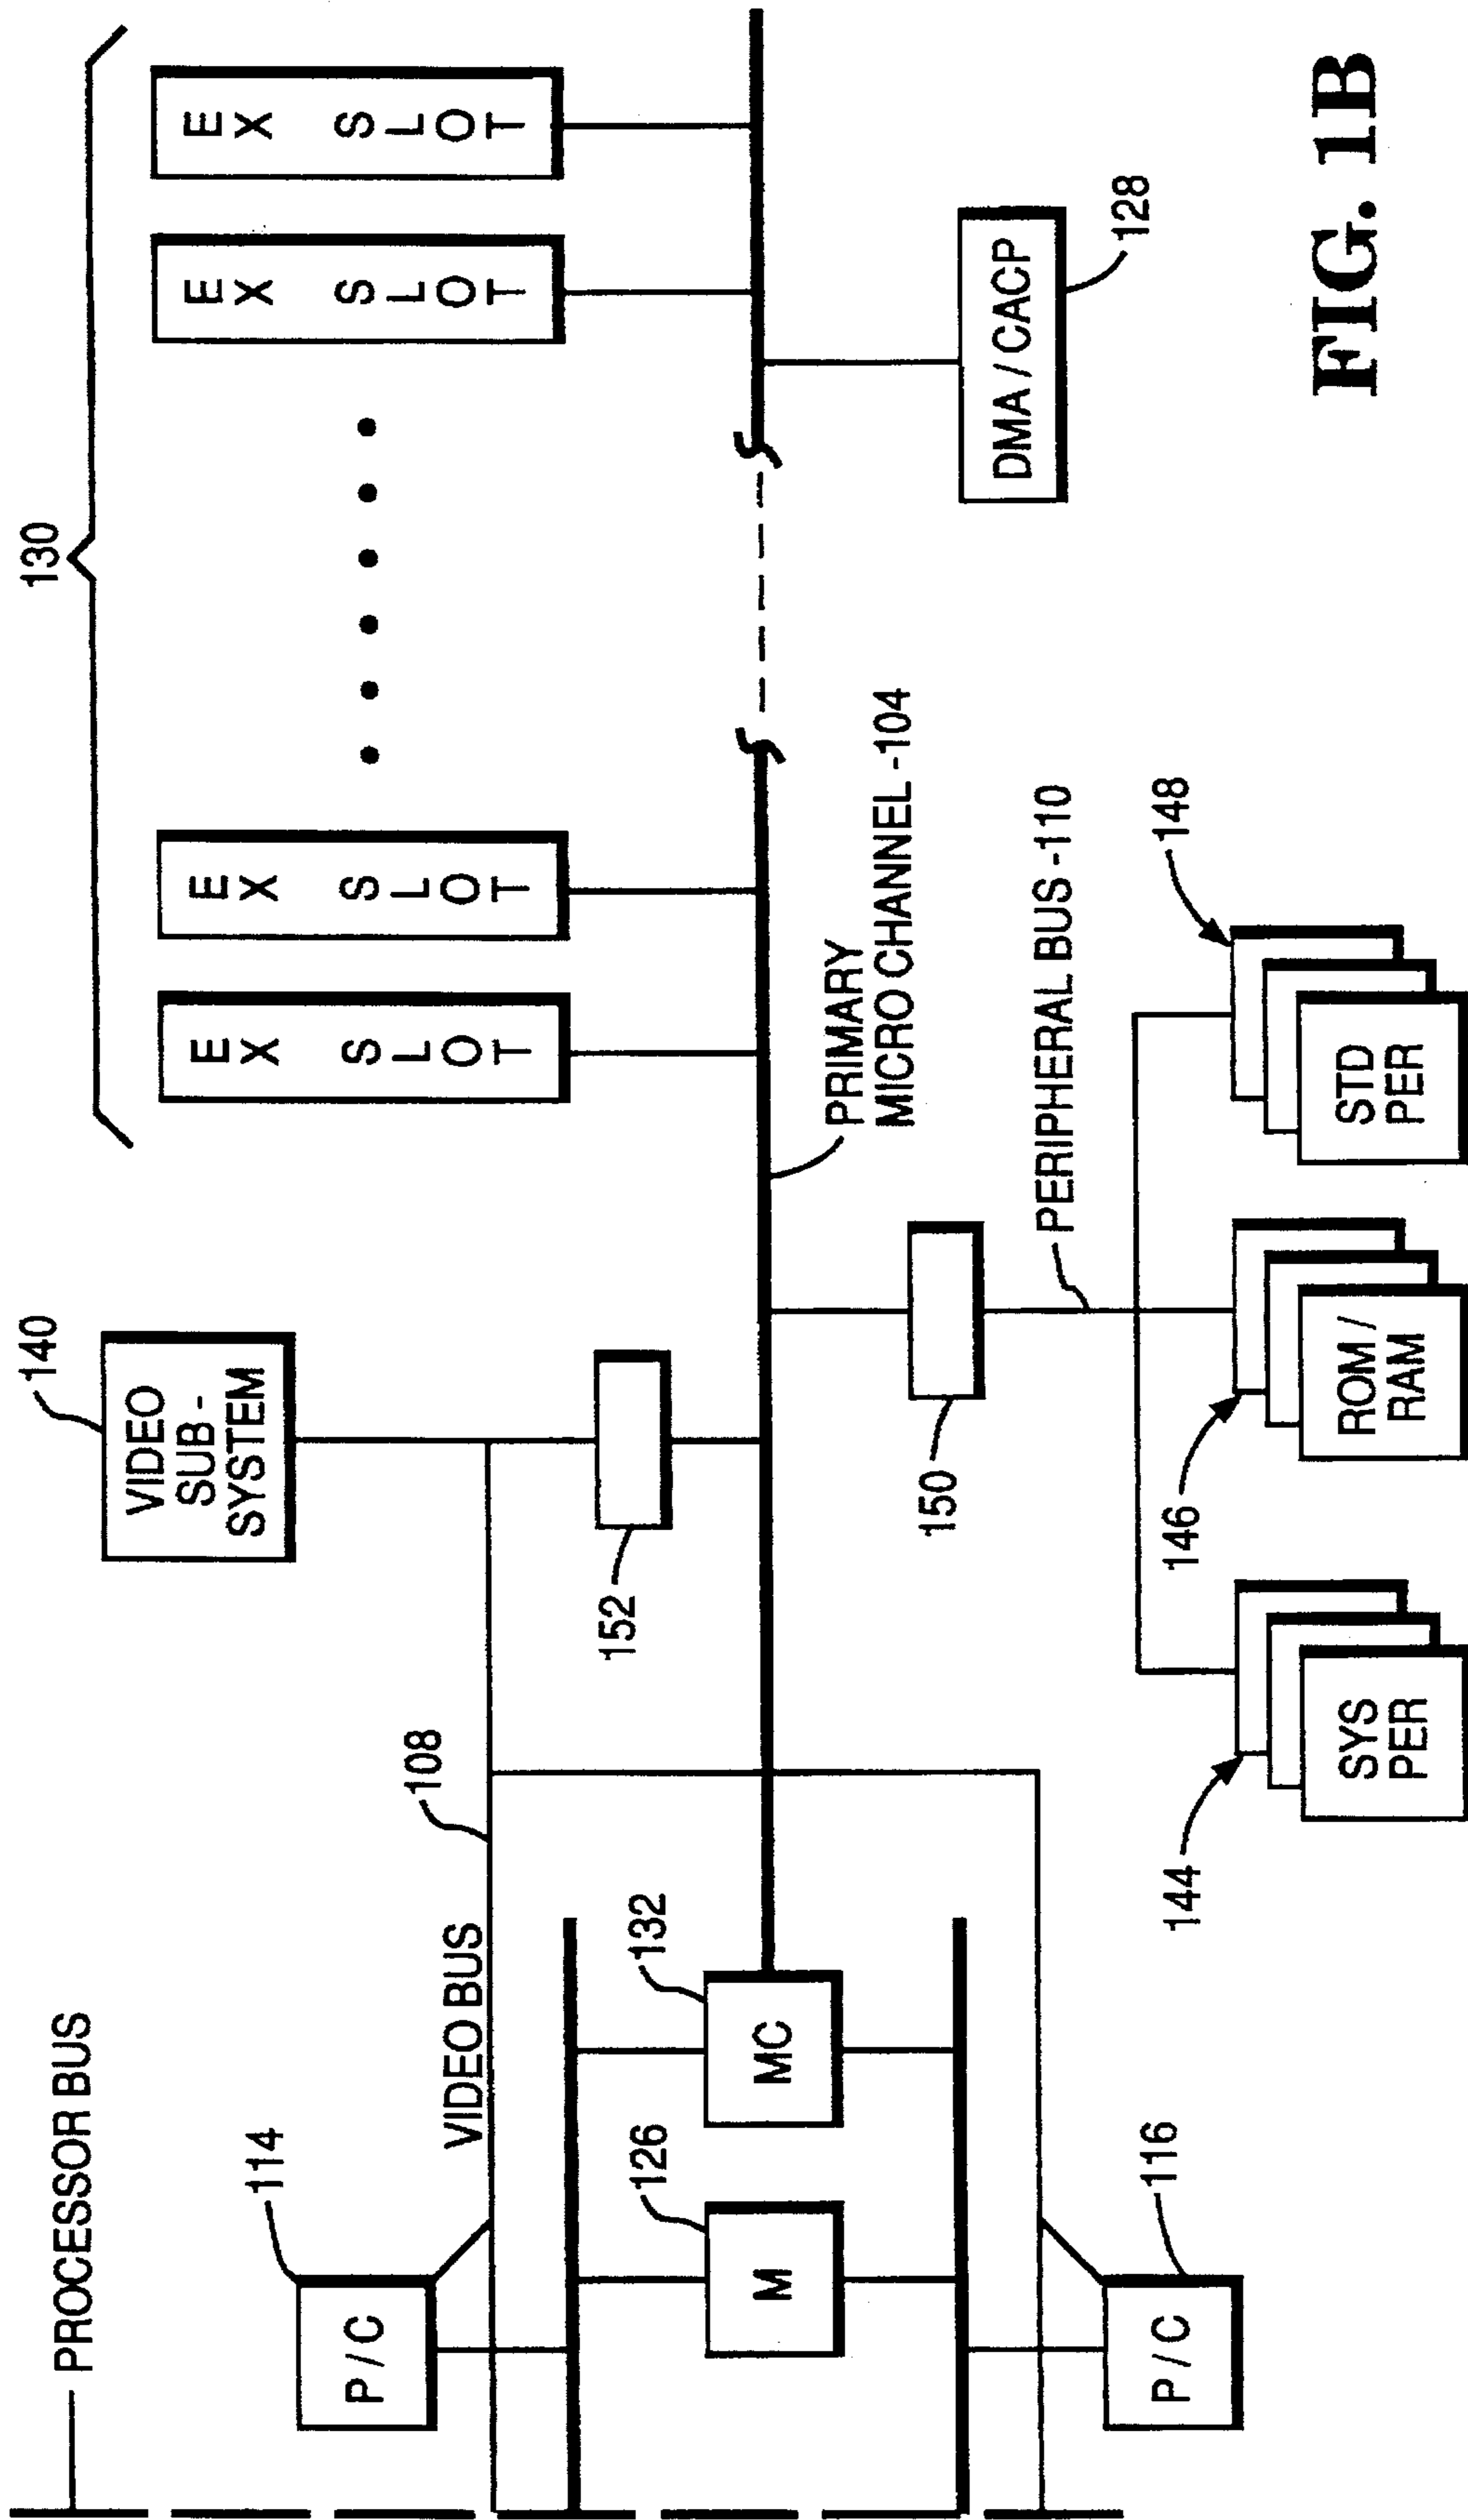 PROCESSOR BUS
114
P / C
VIDEO BUS
108
126
M
132
MC
116
P / C
140
VIDEO
SUB -
SYSTEM
152
150
130
EX SLOT
EX SLOT
EX SLOT
EX SLOT
PRIMARY
MICRO CHANNEL -104
PERIPHERAL BUS -110
DMA / CACP
128
144
SYS
PER
146
ROM /
RAM
148
STD
PER
FIG. 1B